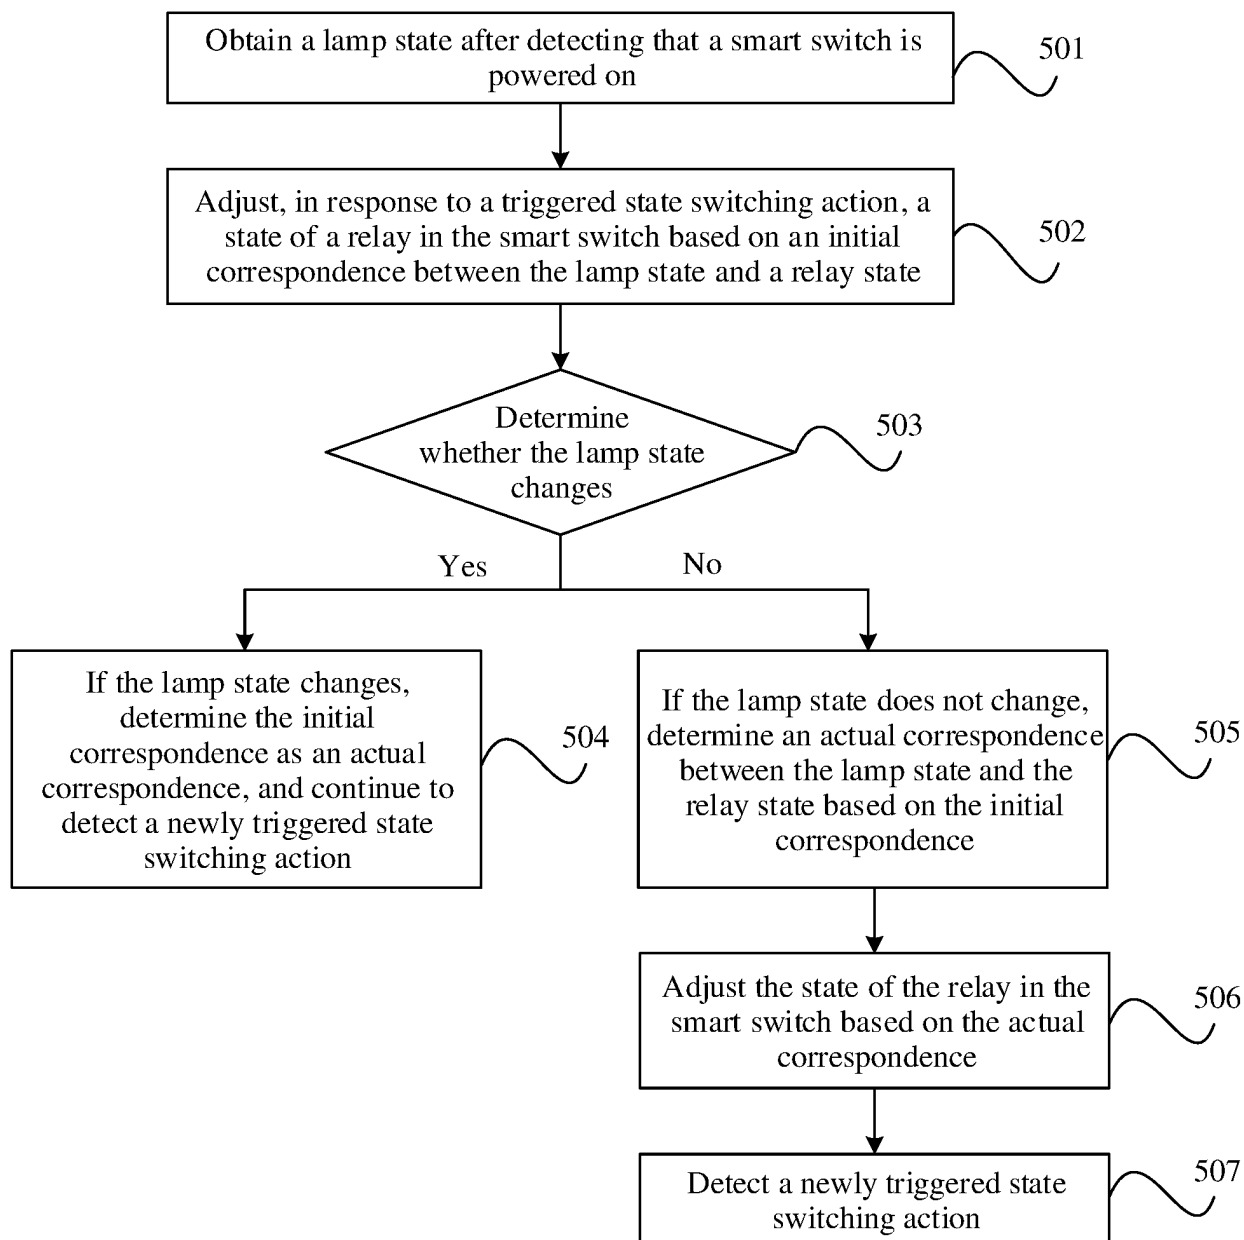 Obtain a lamp state after detecting that a smart switch is
powered on
501
Adjust, in response to a triggered state switching action, a
state of a relay in the smart switch based on an initial
correspondence between the lamp state and a relay state
502
Determine
whether the lamp state
changes
503
Yes
No
If the lamp state changes,
determine the initial
correspondence as an actual
correspondence, and continue to
detect a newly triggered state
switching action
504
If the lamp state does not change,
determine an actual correspondence
between the lamp state and the
relay state based on the initial
correspondence
505
Adjust the state of the relay in the
smart switch based on the actual
correspondence
506
Detect a newly triggered state
switching action
507